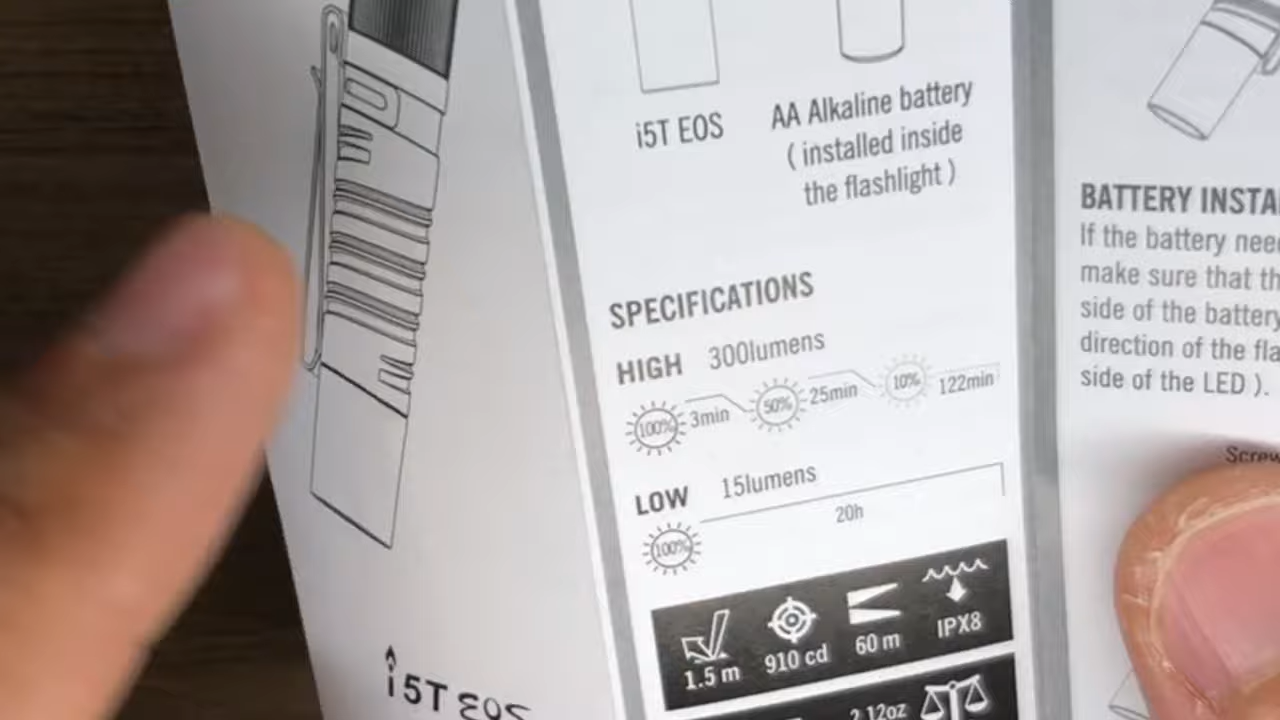 i5T EOS
i5T EOS
AA Alkaline battery
( installed inside
the flashlight )
SPECIFICATIONS
HIGH 300lumens
100% 3min 50% 25min 10% 122min
LOW 15lumens
100% 20h
1.5 m 910 cd 60 m IPX8
2.12oz
BATTERY INSTA
If the battery nee
make sure that th
side of the battery
direction of the fla
side of the LED ).
Screw